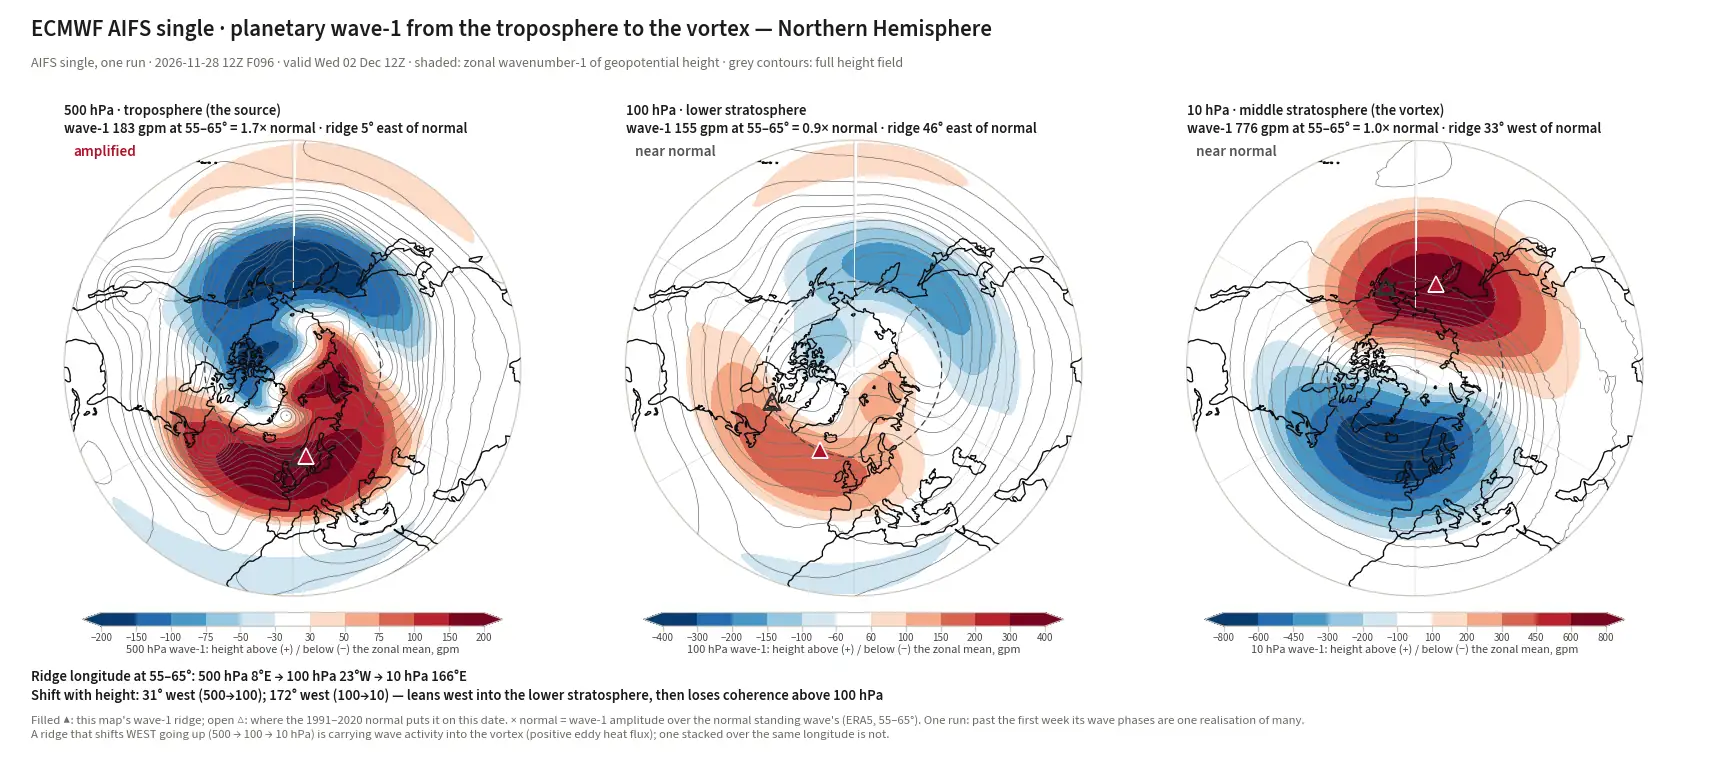 ECMWF AIFS single · planetary wave-1 from the troposphere to the vortex — Northern Hemisphere
AIFS single, one run · 2026-11-28 12Z F096 · valid Wed 02 Dec 12Z · shaded: zonal wavenumber-1 of geopotential height · grey contours: full height field
500 hPa · troposphere (the source)
wave-1 183 gpm at 55–65° = 1.7× normal · ridge 5° east of normal
amplified
100 hPa · lower stratosphere
wave-1 155 gpm at 55–65° = 0.9× normal · ridge 46° east of normal
near normal
10 hPa · middle stratosphere (the vortex)
wave-1 776 gpm at 55–65° = 1.0× normal · ridge 33° west of normal
near normal
−200 −150 −100 −75 −50 −30 30 50 75 100 150 200
500 hPa wave-1: height above (+) / below (−) the zonal mean, gpm
−400 −300 −200 −150 −100 −60 60 100 150 200 300 400
100 hPa wave-1: height above (+) / below (−) the zonal mean, gpm
−800 −600 −450 −300 −200 −100 100 200 300 450 600 800
10 hPa wave-1: height above (+) / below (−) the zonal mean, gpm
Ridge longitude at 55–65°: 500 hPa 8°E → 100 hPa 23°W → 10 hPa 166°E
Shift with height: 31° west (500→100); 172° west (100→10) — leans west into the lower stratosphere, then loses coherence above 100 hPa
Filled ▲: this map's wave-1 ridge; open △: where the 1991–2020 normal puts it on this date. × normal = wave-1 amplitude over the normal standing wave's (ERA5, 55–65°). One run: past the first week its wave phases are one realisation of many.
A ridge that shifts WEST going up (500 → 100 → 10 hPa) is carrying wave activity into the vortex (positive eddy heat flux); one stacked over the same longitude is not.